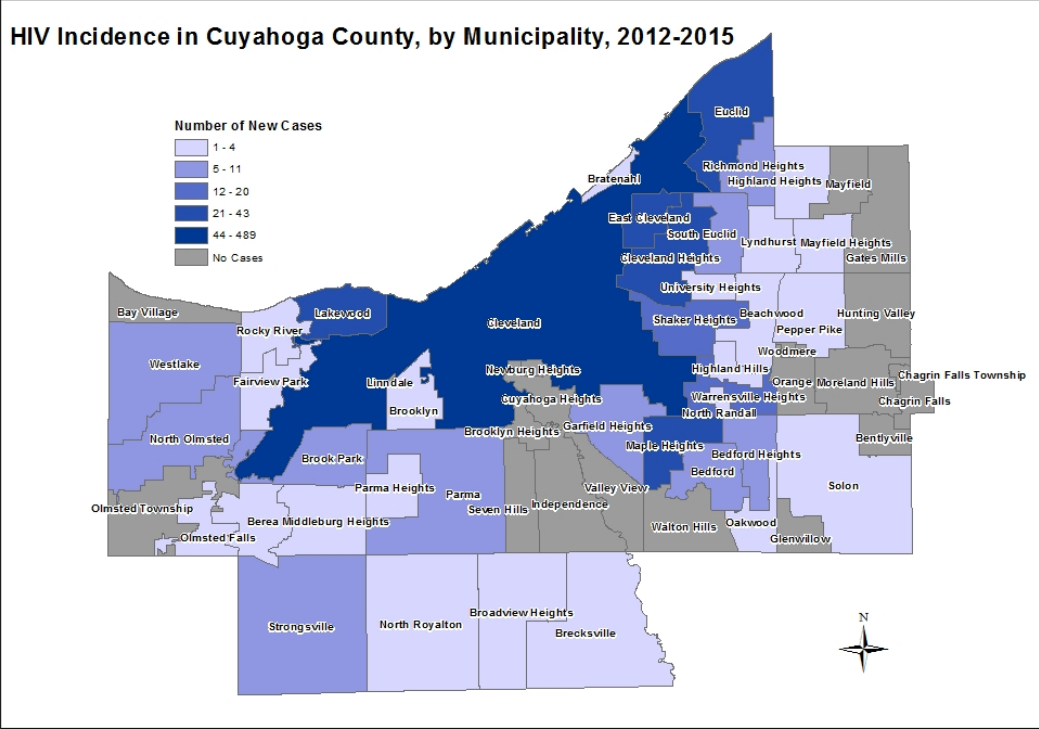 HIV Incidence in Cuyahoga County, by Municipality, 2012-2015
Number of New Cases
1 - 4
5 - 11
12 - 20
21 - 43
44 - 489
No Cases
Euclid
Richmond Heights
Highland Heights
Mayfield
Bratenahl
East Cleveland
South Euclid
Lyndhurst
Mayfield Heights
Gates Mills
Cleveland Heights
University Heights
Bay Village
Lakewood
Rocky River
Cleveland
Shaker Heights
Beachwood
Pepper Pike
Hunting Valley
Westlake
Woodmere
Newburg Heights
Highland Hills
Fairview Park
Linndale
Orange
Moreland Hills
Chagrin Falls Township
Cuyahoga Heights
Warrensville Heights
Chagrin Falls
Brooklyn
North Randall
North Olmsted
Brooklyn Heights
Garfield Heights
Maple Heights
Bentlyville
Brook Park
Bedford Heights
Bedford
Parma Heights
Parma
Valley View
Solon
Olmsted Township
Seven Hills
Independence
Berea
Middleburg Heights
Walton Hills
Oakwood
Olmsted Falls
Glenwillow
Strongsville
North Royalton
Broadview Heights
Brecksville
N